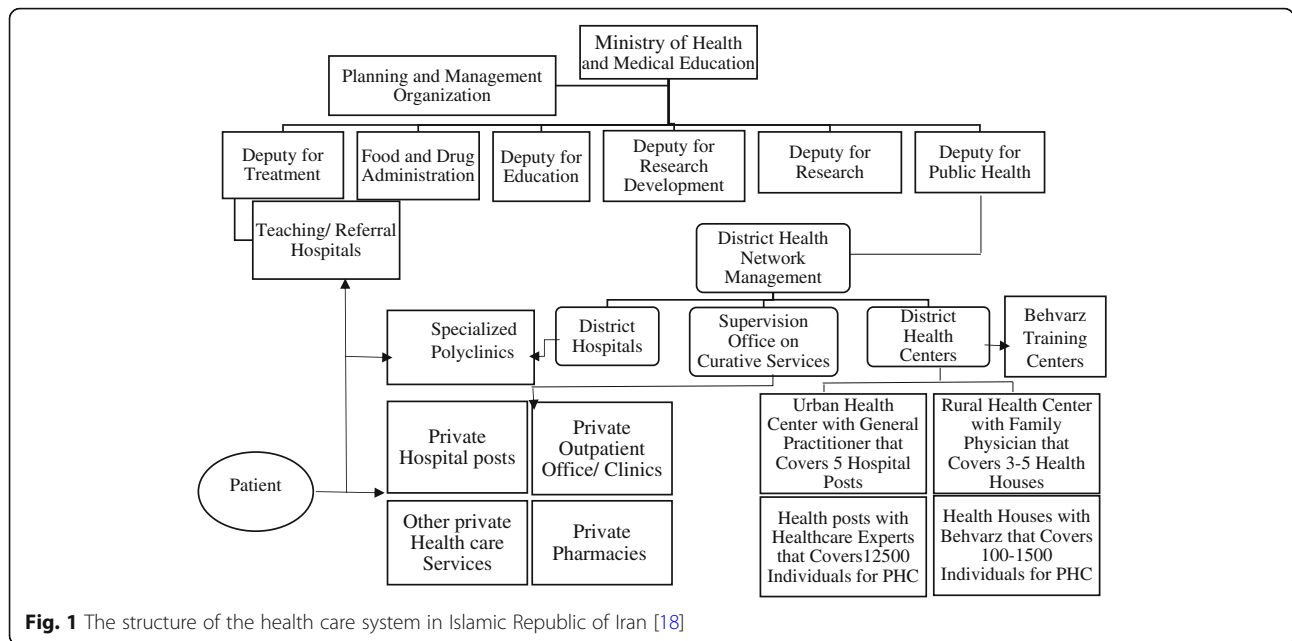 Ministry of Health
and Medical Education
Planning and Management
Organization
Deputy for
Treatment
Food and Drug
Administration
Deputy for
Education
Deputy for
Research
Development
Deputy for
Research
Deputy for
Public Health
Teaching/ Referral
Hospitals
District Health
Network
Management
Specialized
Polyclinics
District
Hospitals
Supervision
Office on
Curative Services
District
Health
Centers
Behvarz
Training
Centers
Private
Hospital posts
Private
Outpatient
Office/ Clinics
Urban Health
Center with General
Practitioner that
Covers 5 Hospital
Posts
Rural Health Center
with Family
Physician that
Covers 3-5 Health
Houses
Patient
Other private
Health care
Services
Private
Pharmacies
Health posts with
Healthcare Experts
that Covers12500
Individuals for PHC
Health Houses with
Behvarz that Covers
100-1500
Individuals for PHC
Fig. 1 The structure of the health care system in Islamic Republic of Iran [18]